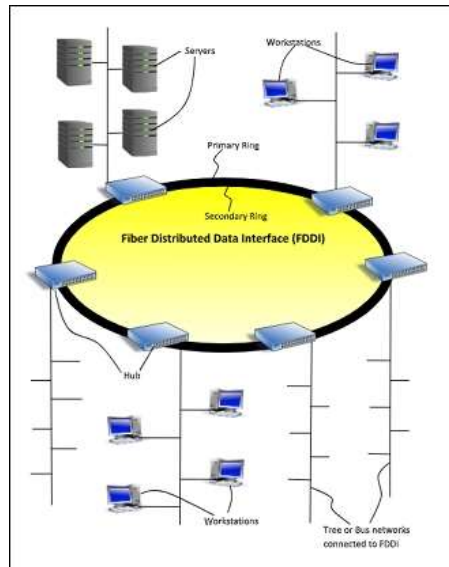 Servers
Workstations
Primary Ring
Secondary Ring
Fiber Distributed Data Interface (FDDI)
Hub
Workstations
Tree or Bus networks
connected to FDDI